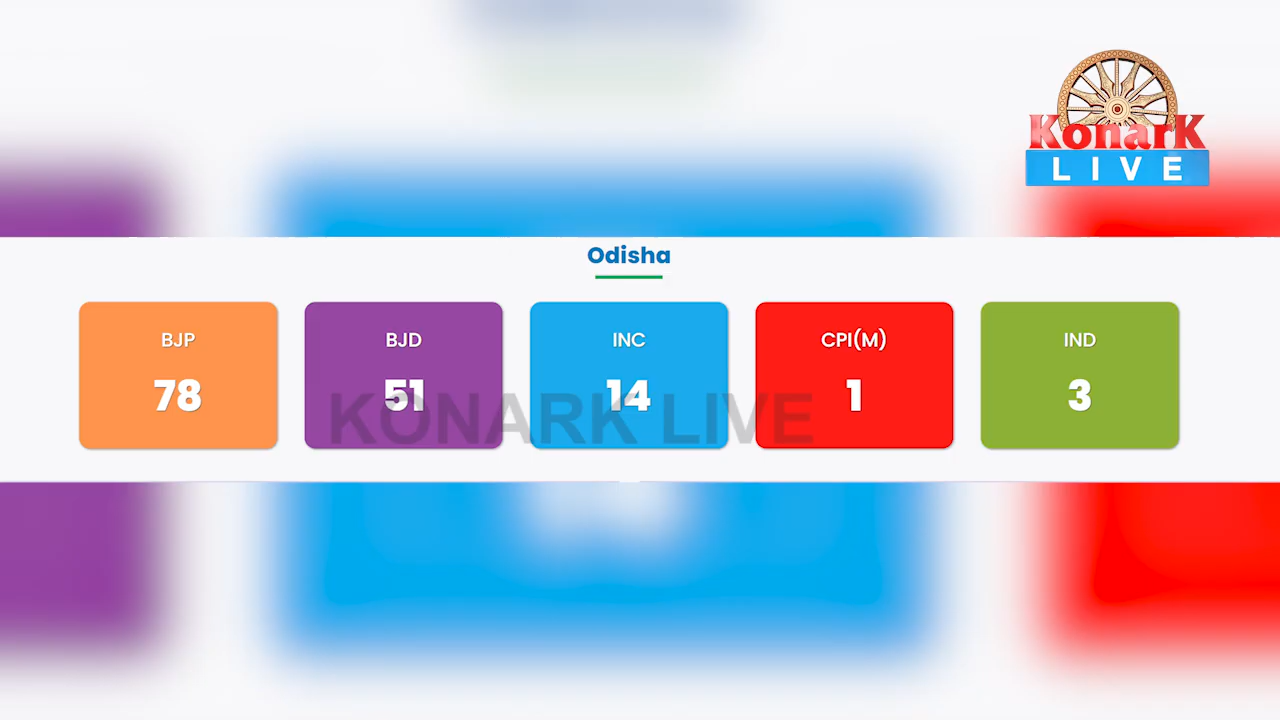 KonarK
LIVE
Odisha
BJP
78
BJD
51
INC
14
CPI(M)
1
IND
3
KONARK LIVE